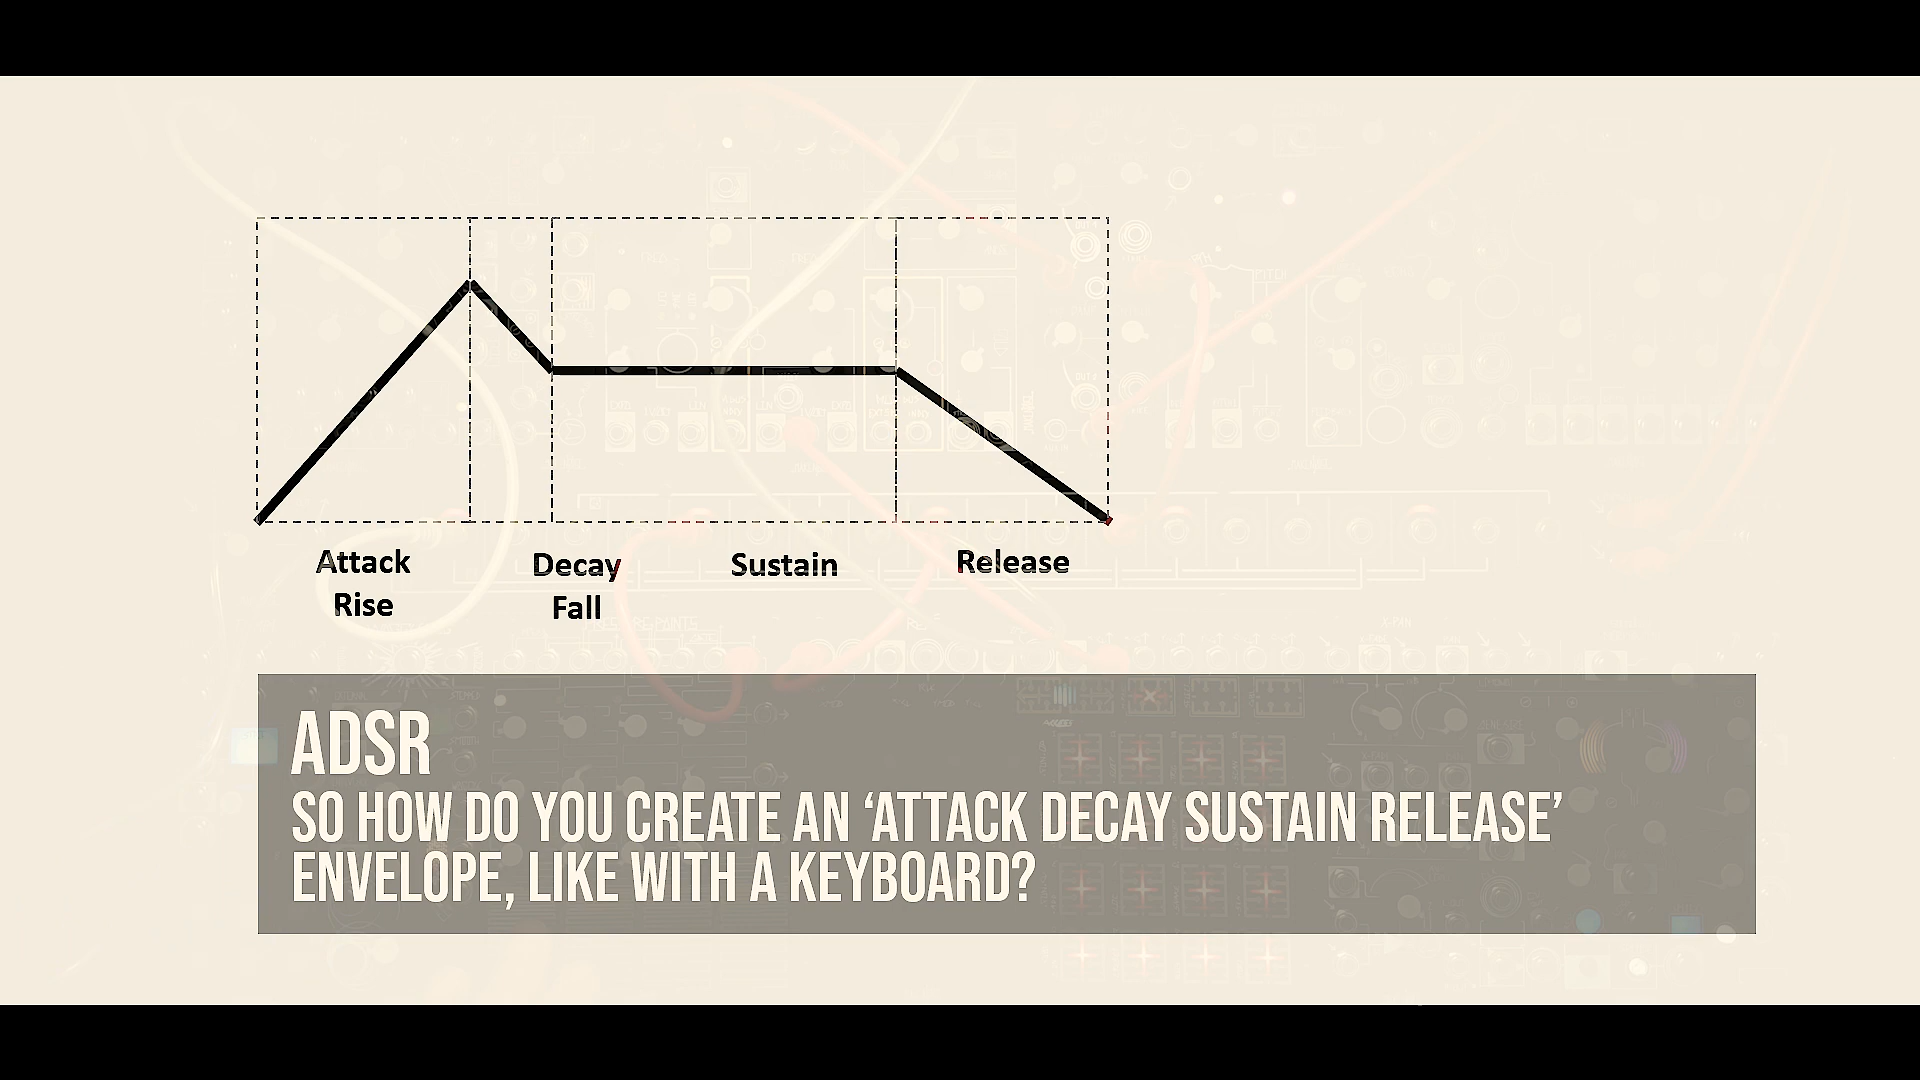 Attack Decay Sustain Release
Rise Fall
ADSR
SO HOW DO YOU CREATE AN ‘ATTACK DECAY SUSTAIN RELEASE’
ENVELOPE, LIKE WITH A KEYBOARD?